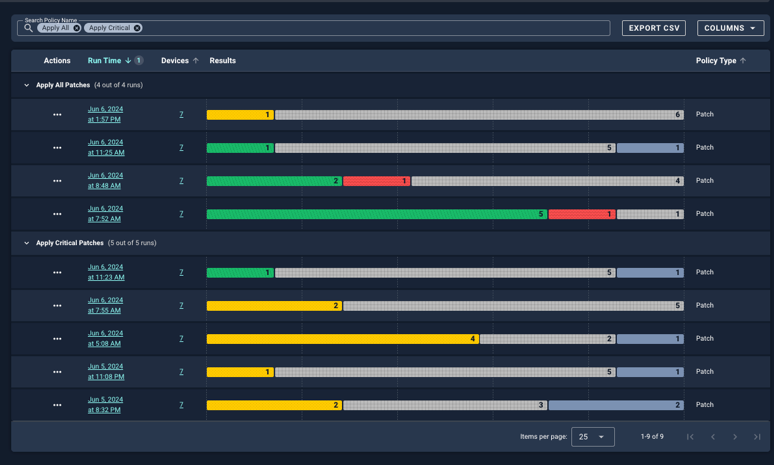 Search Policy Name
Apply All Apply Critical
EXPORT CSV COLUMNS
Actions Run Time 1 Devices Results Policy Type
Apply All Patches (4 out of 4 runs)
Jun 6, 2024
at 1:57 PM 7 1 6 Patch
Jun 6, 2024
at 11:25 AM 7 1 5 1 Patch
Jun 6, 2024
at 8:48 AM 7 2 1 4 Patch
Jun 6, 2024
at 7:52 AM 7 5 1 1 Patch
Apply Critical Patches (5 out of 5 runs)
Jun 6, 2024
at 11:23 AM 7 1 5 1 Patch
Jun 6, 2024
at 7:55 AM 7 2 5 Patch
Jun 6, 2024
at 5:08 AM 7 4 2 1 Patch
Jun 5, 2024
at 11:08 PM 7 1 5 1 Patch
Jun 5, 2024
at 8:32 PM 7 2 3 2 Patch
Items per page: 25 1-9 of 9